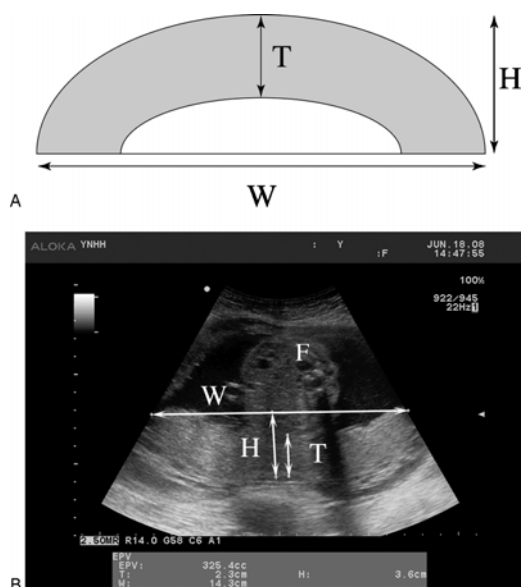 T
H
W
A
ALOKA YNHH : Y JUN.18.08
:F 14:47:55
100%
922/945
22Hz1
F
W
H
T
2.50MR R14.0 G58 C6 A1
EPV
EPV: 325.4cc
T: 2.3cm H: 3.6cm
W: 14.3cm
B